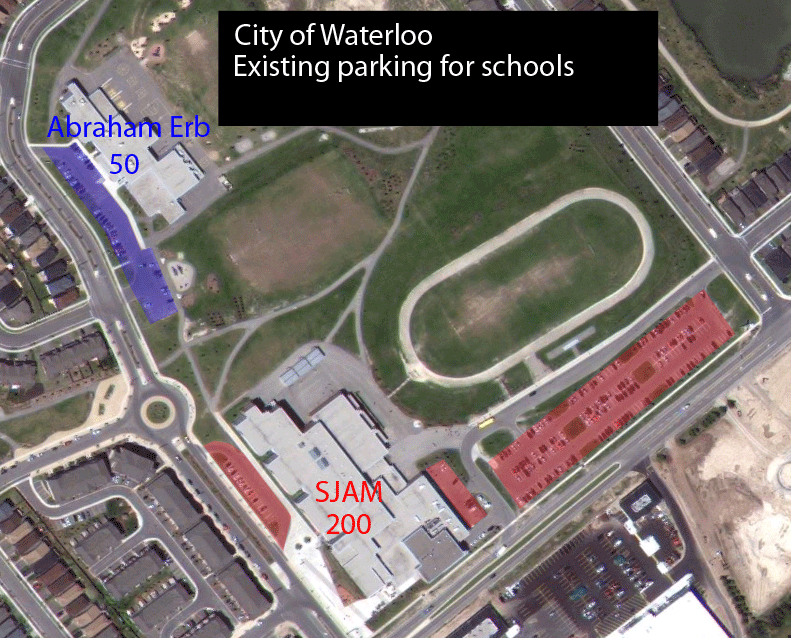 City of Waterloo
Existing parking for schools
Abraham Erb
50
SJAM
200